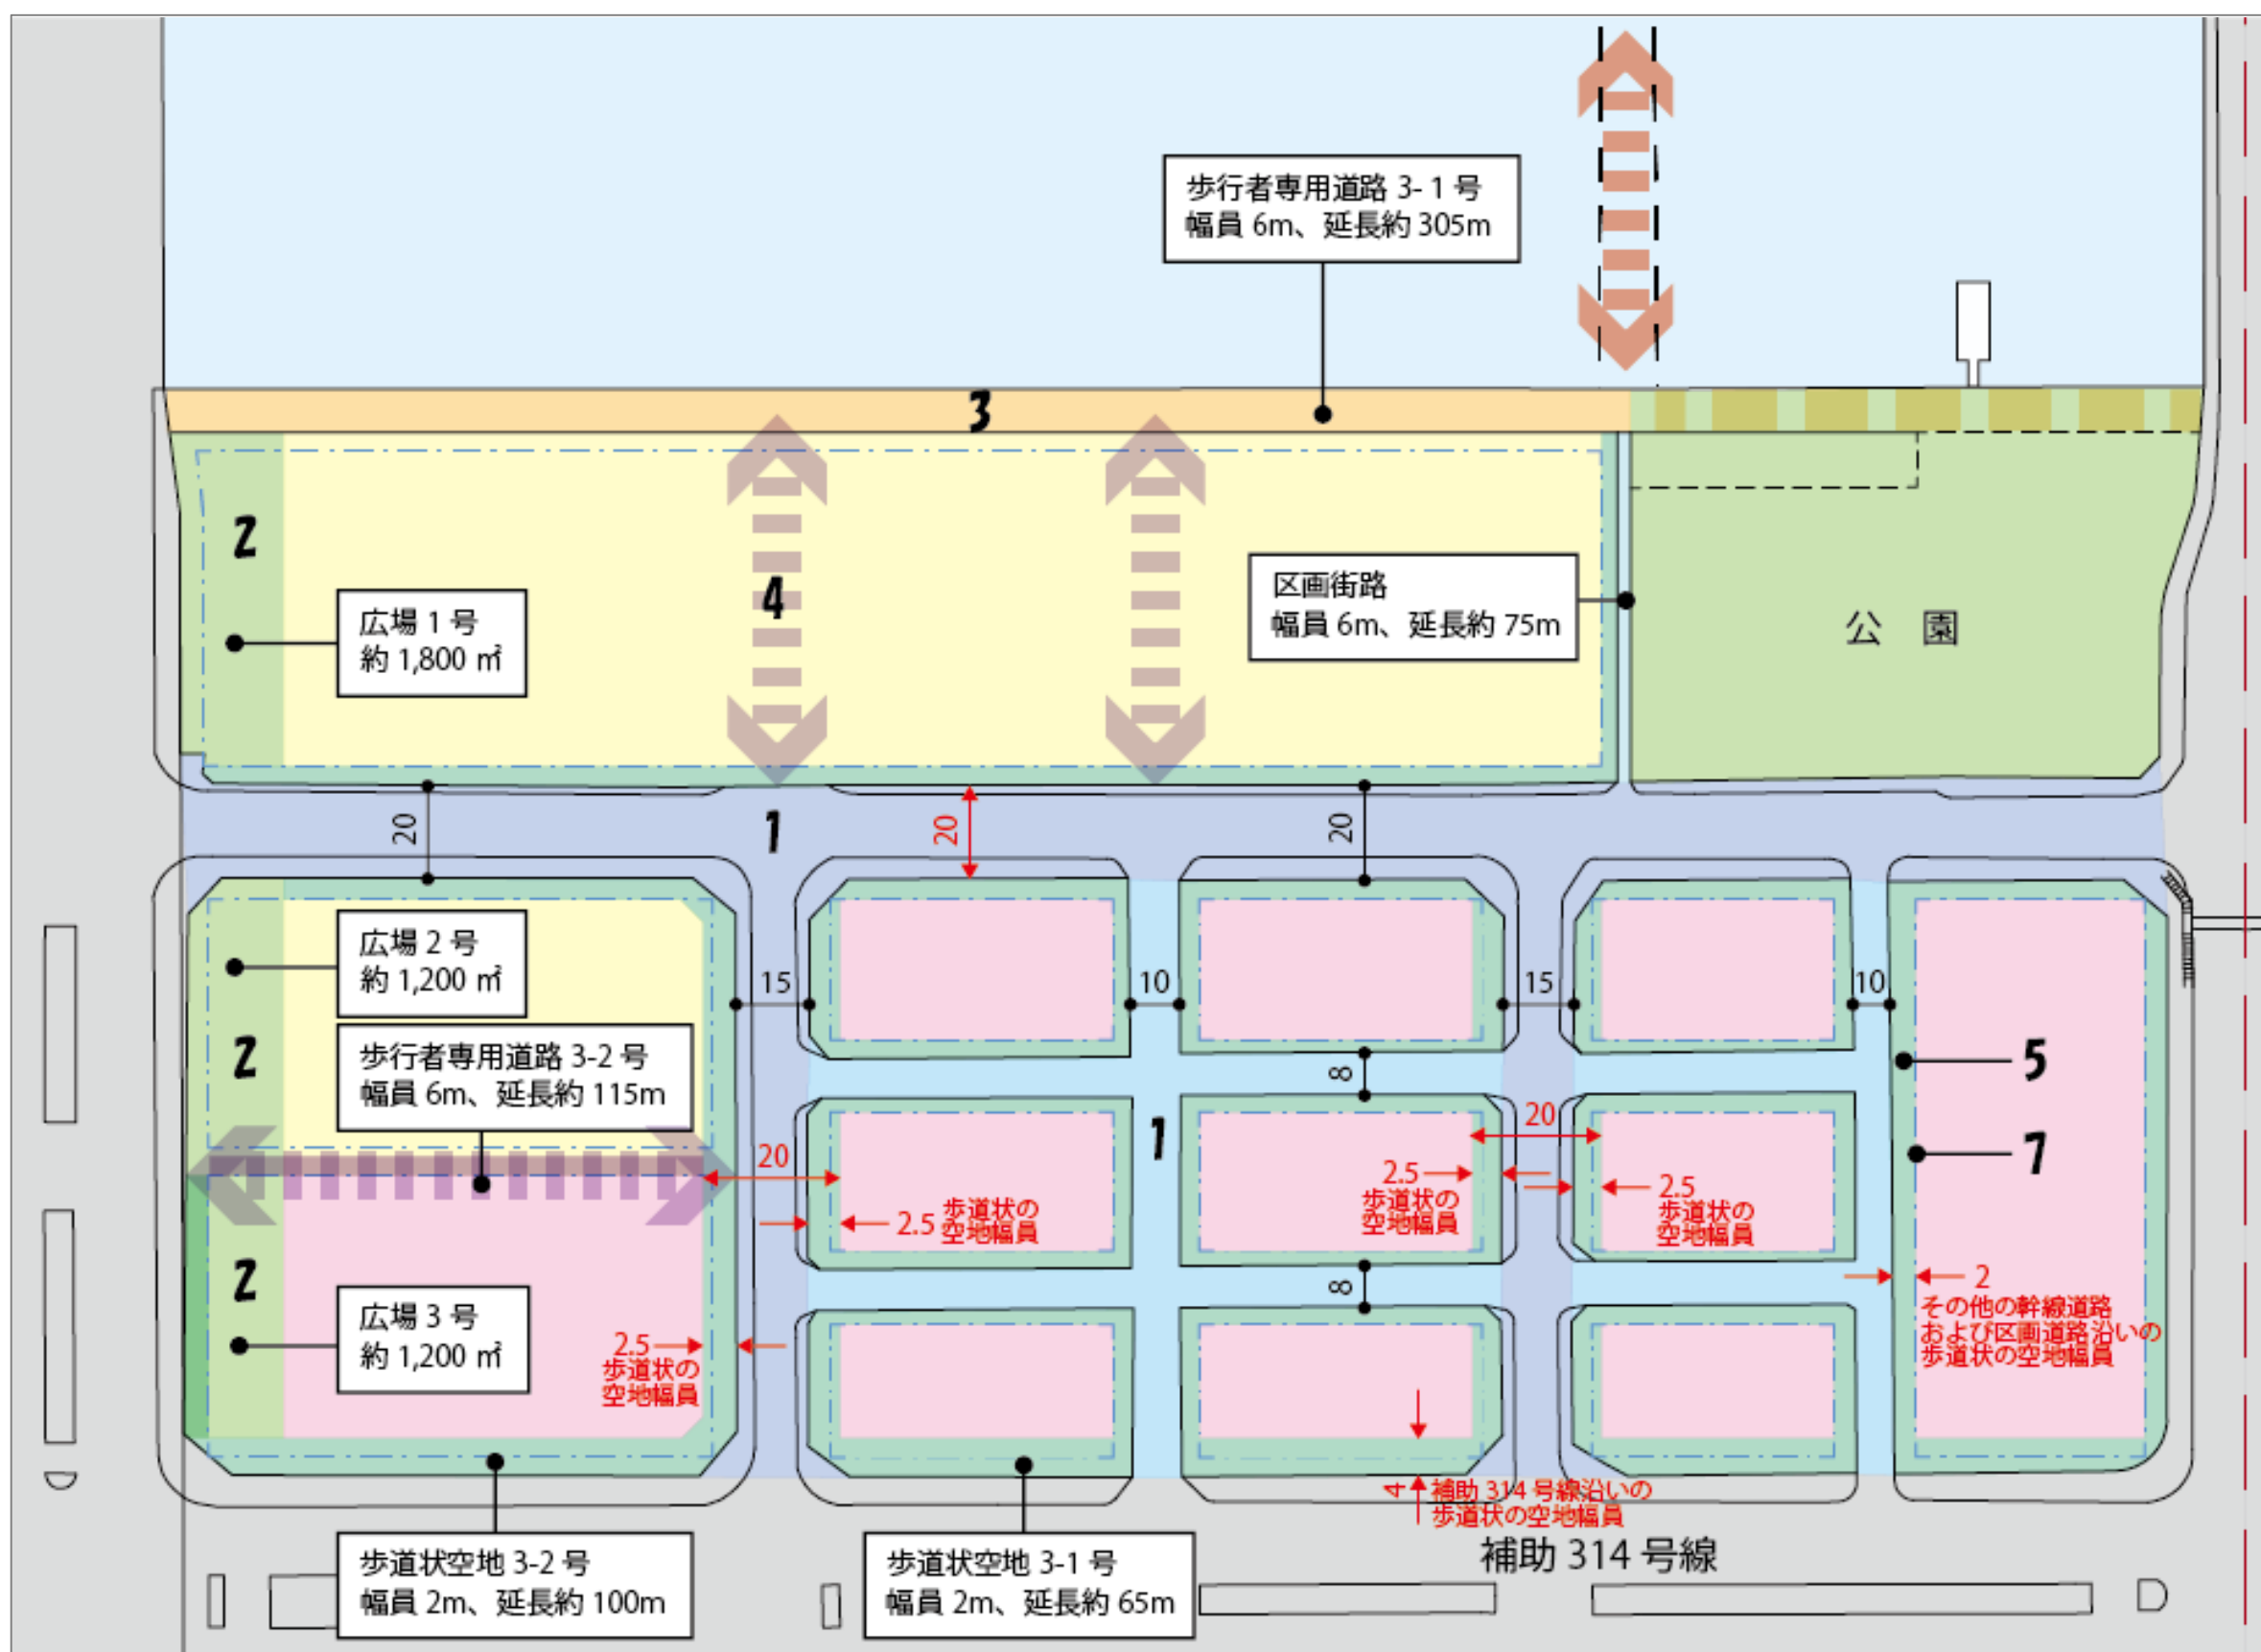 歩行者専用道路 3- 1 号
幅員 6m、延長約 305m
3
2
4
区画街路
幅員 6m、延長約 75m
公 園
広場 1 号
約 1,800 ㎡
20
1
20
20
広場 2 号
約 1,200 ㎡
15
10
15
10
2
歩行者専用道路 3-2 号
幅員 6m、延長約 115m
5
8
1
7
20
20
2.5
歩道状の
空地幅員
2.5
歩道状の
空地幅員
2.5
歩道状の
空地幅員
2
広場 3 号
約 1,200 ㎡
8
2
その他の幹線道路
および区画道路沿いの
歩道状の空地幅員
2.5
歩道状の
空地幅員
4
補助 314 号線沿いの
歩道状の空地幅員
補助 314 号線
歩道状空地 3-2 号
幅員 2m、延長約 100m
歩道状空地 3-1 号
幅員 2m、延長約 65m